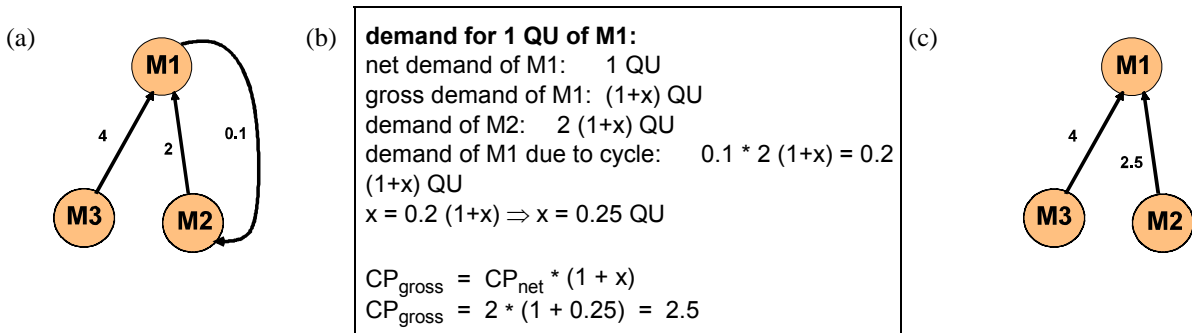 (a)
M1
4
2
0.1
M3
M2
(b)
demand for 1 QU of M1:
net demand of M1: 1 QU
gross demand of M1: (1+x) QU
demand of M2: 2 (1+x) QU
demand of M1 due to cycle: 0.1 * 2 (1+x) = 0.2
(1+x) QU
x = 0.2 (1+x) ⇒ x = 0.25 QU
CPgross = CPnet * (1 + x)
CPgross = 2 * (1 + 0.25) = 2.5
(c)
M1
4
2.5
M3
M2